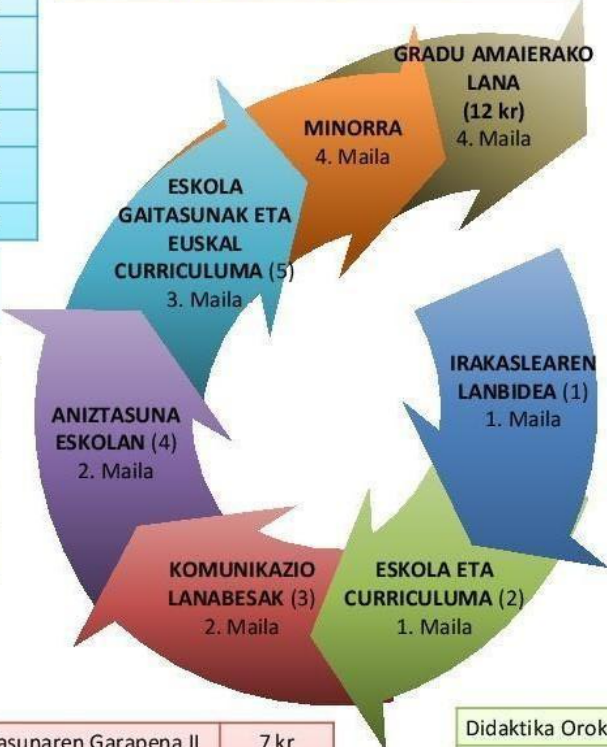 GRADU AMAIERAKO
LANA
(12 kr)
4. Maila
MINORRA
4. Maila
ESKOLA
GAITASUNAK ETA
EUSKAL
CURRICULUMA (5)
3. Maila
IRAKASLEAREN
LANBIDEA (1)
1. Maila
ANIZTASUNA
ESKOLAN (4)
2. Maila
KOMUNIKAZIO
LANABESAK (3)
2. Maila
ESKOLA ETA
CURRICULUMA (2)
1. Maila
Garapena II 7 kr
Didaktika